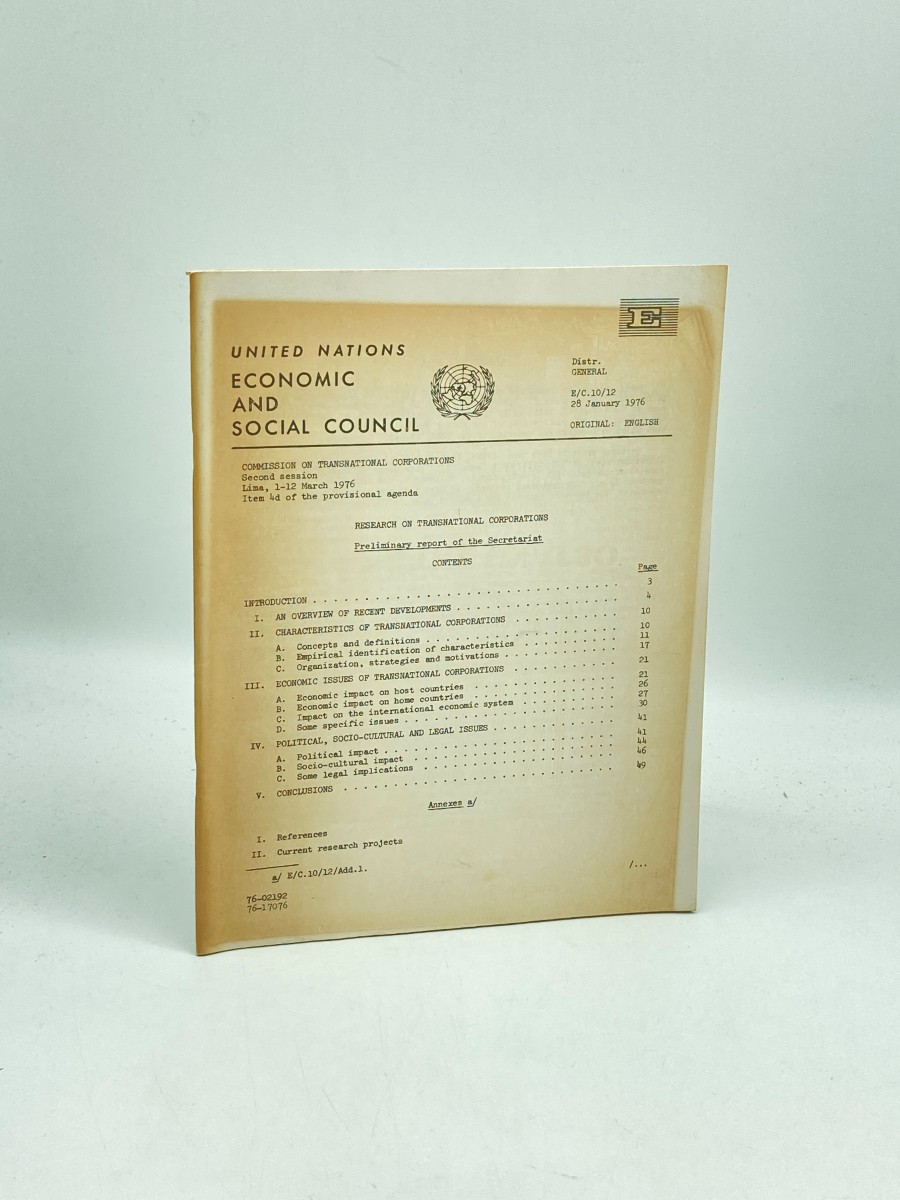 E
UNITED NATIONS
ECONOMIC
AND
SOCIAL COUNCIL
Distr.
GENERAL
E/C.10/12
28 January 1976
ORIGINAL: ENGLISH
COMMISSION ON TRANSNATIONAL CORPORATIONS
Second session
Lima, 1-12 March 1976
Item 4d of the provisional agenda
RESEARCH ON TRANSNATIONAL CORPORATIONS
Preliminary report of the Secretariat
CONTENTS
Page
INTRODUCTION . . . . . . . . . . . . . . . . . . . . . . . . . . . . 3
I. AN OVERVIEW OF RECENT DEVELOPMENTS . . . . . . . . . . . . . . . 4
II. CHARACTERISTICS OF TRANSNATIONAL CORPORATIONS . . . . . . . . . 10
A. Concepts and definitions . . . . . . . . . . . . . . . . . 10
B. Empirical identification of characteristics . . . . . . . . 11
C. Organization, strategies and motivations . . . . . . . . . . 17
III. ECONOMIC ISSUES OF TRANSNATIONAL CORPORATIONS . . . . . . . . . 21
A. Economic impact on host countries . . . . . . . . . . . . . 21
B. Economic impact on home countries . . . . . . . . . . . . . 26
C. Impact on the international economic system . . . . . . . . 27
D. Some specific issues . . . . . . . . . . . . . . . . . . . 30
IV. POLITICAL, SOCIO-CULTURAL AND LEGAL ISSUES . . . . . . . . . . . 41
A. Political impact . . . . . . . . . . . . . . . . . . . . . 41
B. Socio-cultural impact . . . . . . . . . . . . . . . . . . . 44
C. Some legal implications . . . . . . . . . . . . . . . . . . 46
V. CONCLUSIONS . . . . . . . . . . . . . . . . . . . . . . . . . . 49
Annexes a/
I. References
II. Current research projects
a/ E/C.10/12/Add.1.
76-02192
76-17076
/...